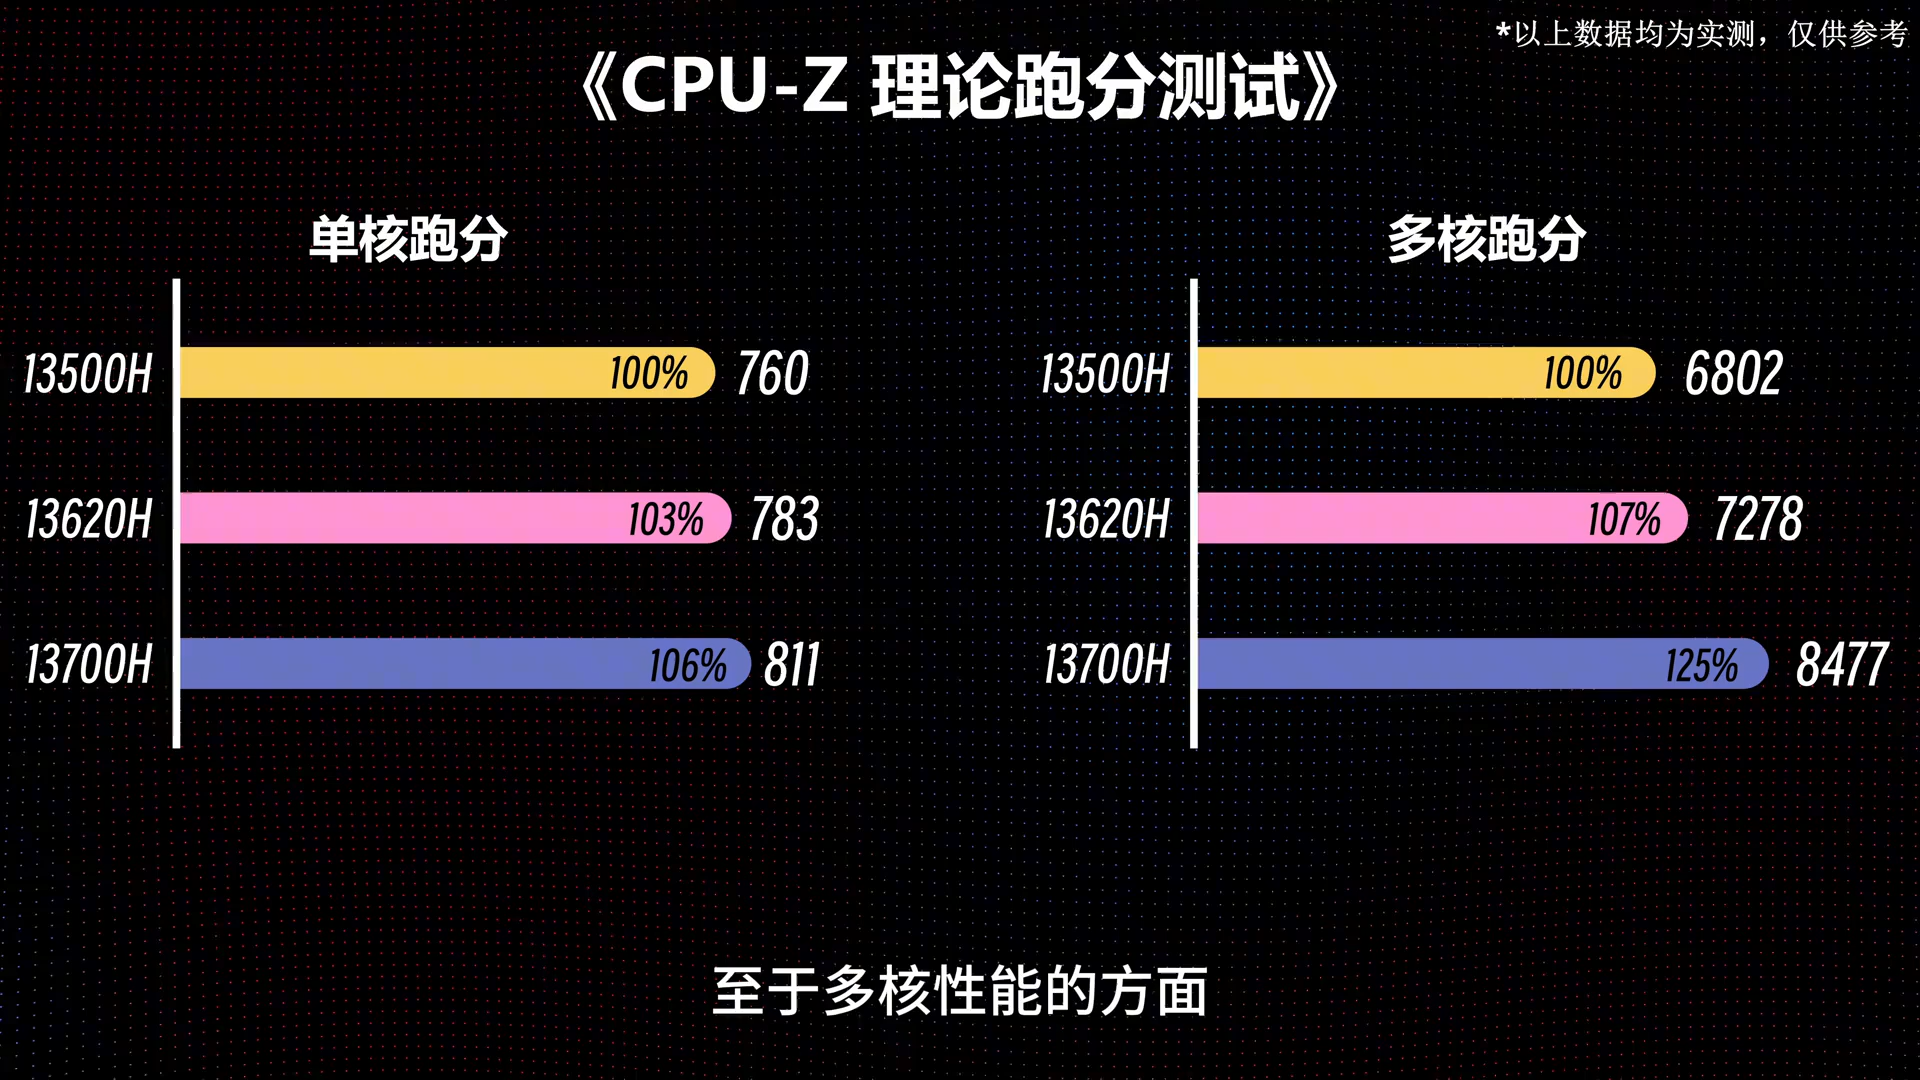 *以上数据均为实测，仅供参考
《CPU-Z 理论跑分测试》
单核跑分
13500H 100% 760
13620H 103% 783
13700H 106% 811
多核跑分
13500H 100% 6802
13620H 107% 7278
13700H 125% 8477
至于多核性能的方面